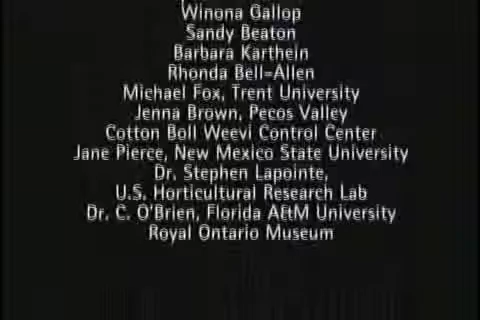 Winona Gallop
Sandy Beaton
Barbara Karthein
Rhonda Bell-Allen
Michael Fox, Trent University
Jenna Brown, Pecos Valley
Cotton Boll Weevi Control Center
Jane Pierce, New Mexico State University
Dr. Stephen Lapointe,
U.S. Horticultural Research Lab
Dr. C. O'Brien, Florida A&M University
Royal Ontario Museum